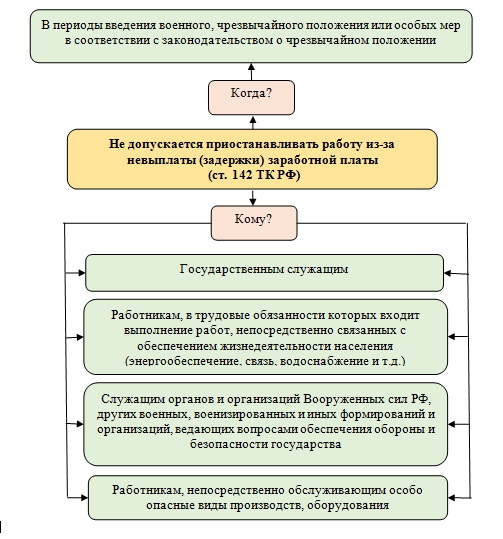 В периоды введения военного, чрезвычайного положения или особых мер
в соответствии с законодательством о чрезвычайном положении
Когда?
Не допускается приостанавливать работу из-за
невыплаты (задержки) заработной платы
(ст. 142 ТК РФ)
Кому?
Государственным служащим
Работникам, в трудовые обязанности которых входит
выполнение работ, непосредственно связанных с
обеспечением жизнедеятельности населения
(энергообеспечение, связь, водоснабжение и т.д.)
Служащим органов и организаций Вооруженных сил РФ,
других военных, военизированных и иных формирований и
организаций, ведающих вопросами обеспечения обороны и
безопасности государства
Работникам, непосредственно обслуживающим особо
опасные виды производств, оборудования